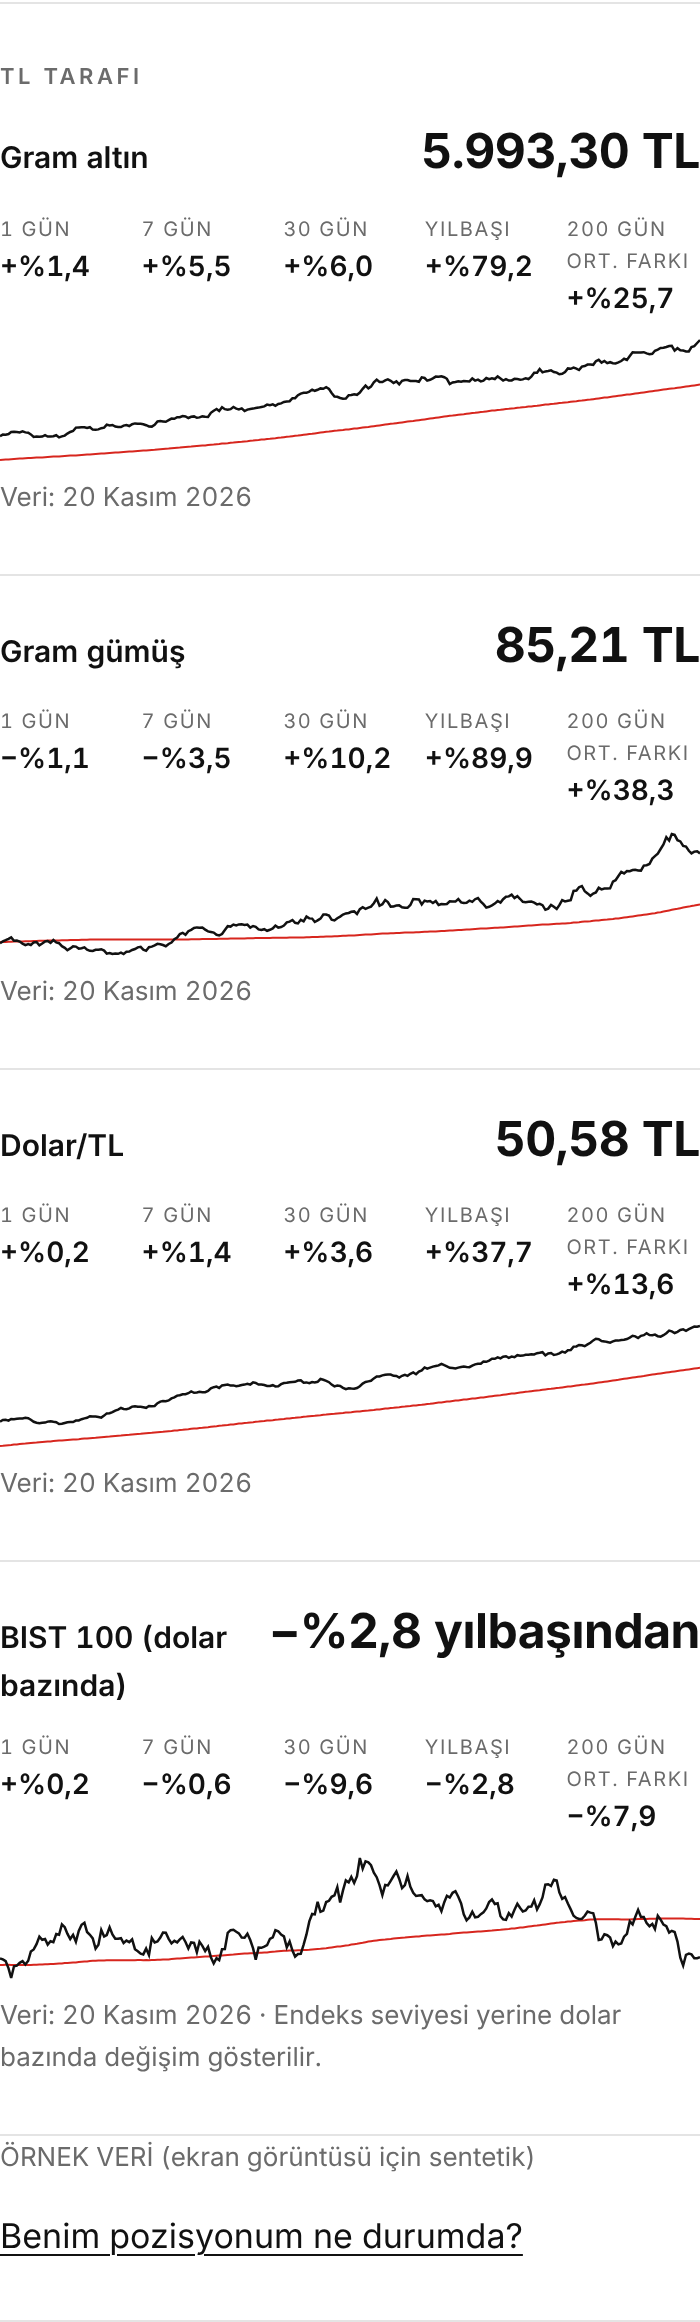 TL TARAFI
Gram altın 5.993,30 TL
1 GÜN 7 GÜN 30 GÜN YILBAŞI 200 GÜN ORT. FARKI
+%1,4 +%5,5 +%6,0 +%79,2 +%25,7
Veri: 20 Kasım 2026
Gram gümüş 85,21 TL
1 GÜN 7 GÜN 30 GÜN YILBAŞI 200 GÜN ORT. FARKI
−%1,1 −%3,5 +%10,2 +%89,9 +%38,3
Veri: 20 Kasım 2026
Dolar/TL 50,58 TL
1 GÜN 7 GÜN 30 GÜN YILBAŞI 200 GÜN ORT. FARKI
+%0,2 +%1,4 +%3,6 +%37,7 +%13,6
Veri: 20 Kasım 2026
BIST 100 (dolar bazında) −%2,8 yılbaşından
1 GÜN 7 GÜN 30 GÜN YILBAŞI 200 GÜN ORT. FARKI
+%0,2 −%0,6 −%9,6 −%2,8 −%7,9
Veri: 20 Kasım 2026 · Endeks seviyesi yerine dolar
bazında değişim gösterilir.
ÖRNEK VERİ (ekran görüntüsü için sentetik)
Benim pozisyonum ne durumda?